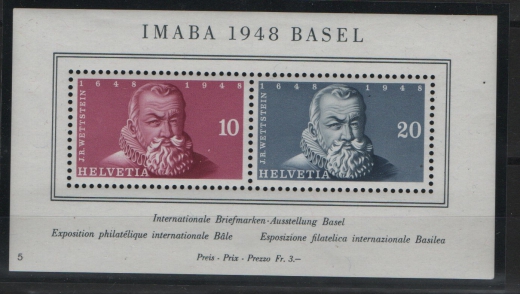 IMABA 1948 BASEL
1648 1948
J.R.WETTSTEIN
10
HELVETIA
1648 1948
J.R.WETTSTEIN
20
HELVETIA
Internationale Briefmarken-Ausstellung Basel
Exposition philatélique internationale Bâle Esposizione filatelica internazionale Basilea
5 Preis - Prix - Prezzo Fr. 3.–